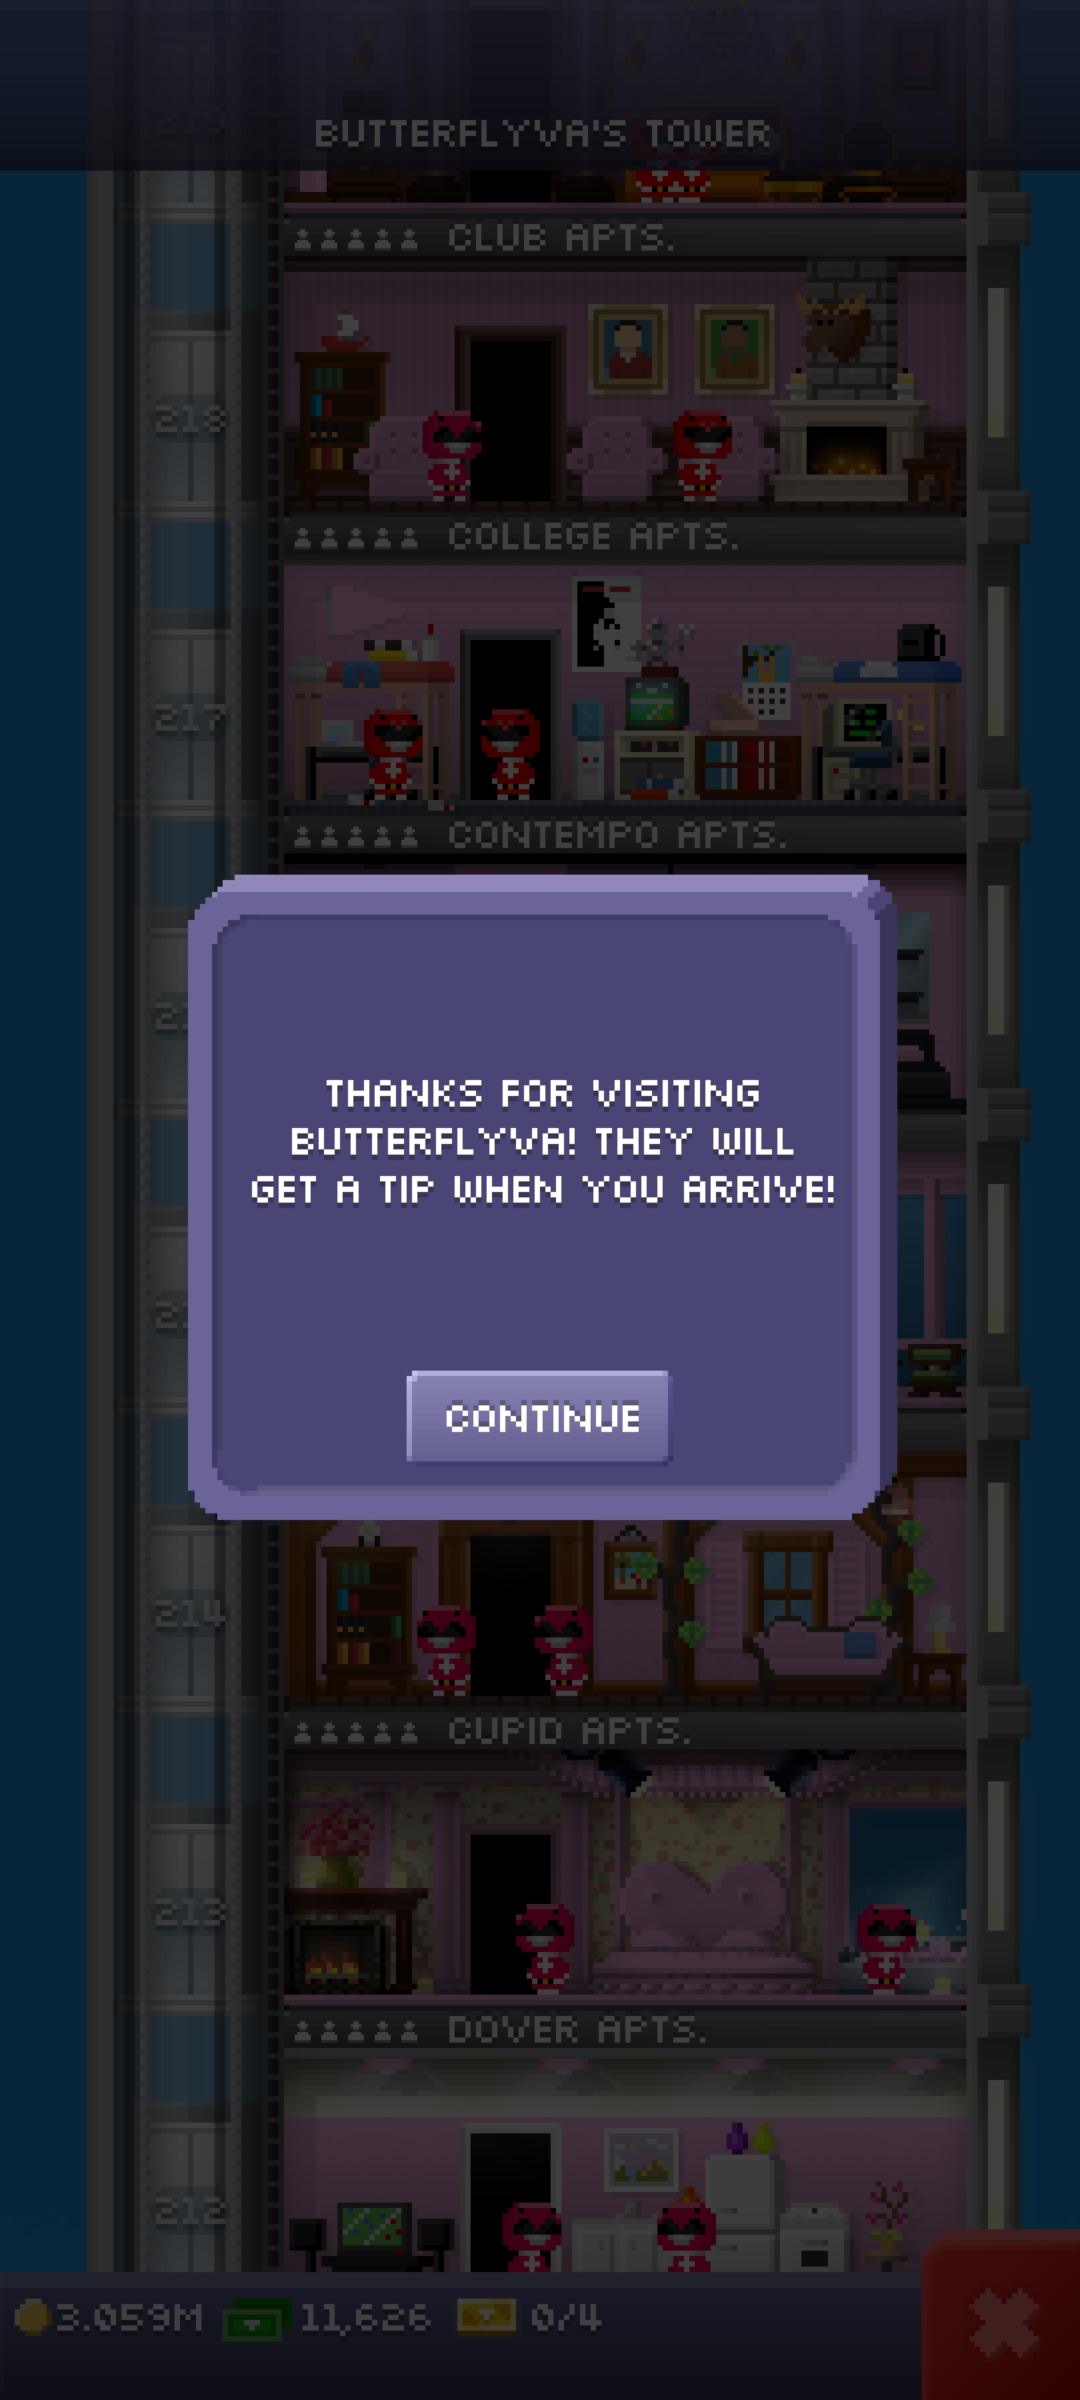 BUTTERFLYVA'S TOWER
CLUB APTS.
218
COLLEGE APTS.
217
CONTEMPO APTS.
THANKS FOR VISITING
BUTTERFLYVA! THEY WILL
GET A TIP WHEN YOU ARRIVE!
CONTINUE
214
CUPID APTS.
213
DOVER APTS.
212
3.059M 11,626 0/4